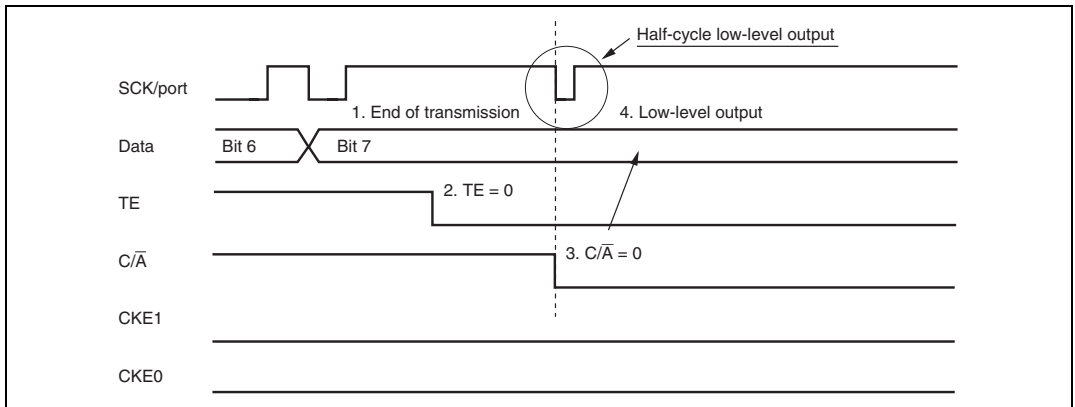 Half-cycle low-level output
SCK/port
1. End of transmission
4. Low-level output
Data
Bit 6
Bit 7
TE
2. TE = 0
C/A̅
3. C/A̅ = 0
CKE1
CKE0